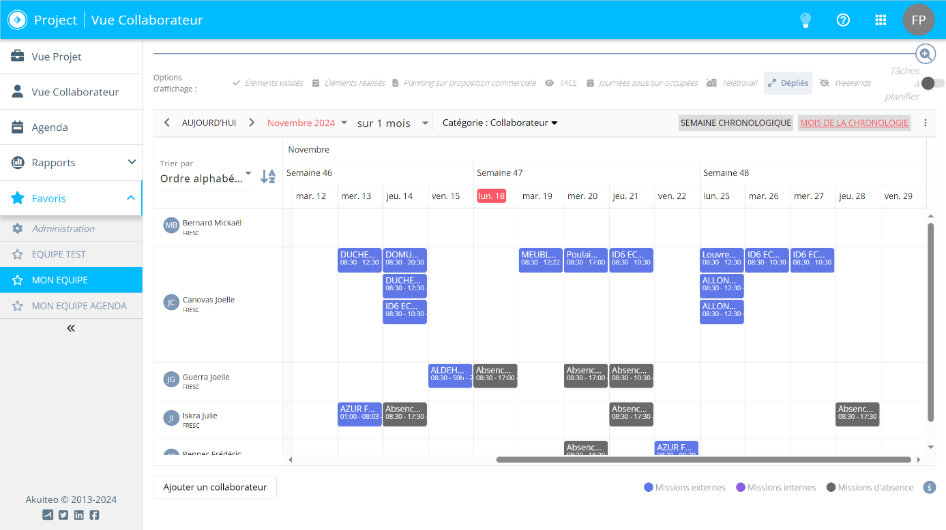 Project | Vue Collaborateur
FP
Vue Projet
Vue Collaborateur
Agenda
Rapports
Favoris
Administration
EQUIPE TEST
MON EQUIPE
MON EQUIPE AGENDA
Akuiteo © 2013-2024
Options d'affichage :
Éléments validés
Éléments réalisés
Planning sur proposition commerciale
TACE
Journées sous/sur-occupées
Télétravail
Dépliés
Weekends
Tâches à planifier
AUJOURD'HUI
Novembre 2024
sur 1 mois
Catégorie : Collaborateur
SEMAINE CHRONOLOGIQUE
MOIS DE LA CHRONOLOGIE
Trier par
Ordre alphabé...
Novembre
Semaine 46
Semaine 47
Semaine 48
mar. 12
mer. 13
jeu. 14
ven. 15
lun. 18
mar. 19
mer. 20
jeu. 21
ven. 22
lun. 25
mar. 26
mer. 27
jeu. 28
ven. 29
MB
Bernard Mickaël
FRESC
JC
Canovas Joelle
FRESC
DUCHE...
08:30 - 12:30
DOMU...
08:30 - 20:30
DUCHE...
08:30 - 12:30
ID6 EC...
08:30 - 10:30
MEUBL...
08:30 - 12:22
Poulai...
08:30 - 17:00
ID6 EC...
08:30 - 10:30
Louvre...
08:30 - 12:30
ALLON...
08:30 - 12:30
ALLON...
08:30 - 12:30
ID6 EC...
08:30 - 10:30
ID6 EC...
08:30 - 10:30
JG
Guerra Joelle
FRESC
ALDEH...
08:30 - 50h - 2
Absenc...
08:30 - 17:00
Absenc...
08:30 - 17:00
Absenc...
08:30 - 10:30
JI
Iskra Julie
FRESC
AZUR F...
01:00 - 08:03
Absenc...
08:30 - 17:30
Absenc...
08:30 - 17:30
Absenc...
08:30 - 17:30
Absenc...
AZUR F...
Ajouter un collaborateur
Missions externes
Missions internes
Missions d'absence